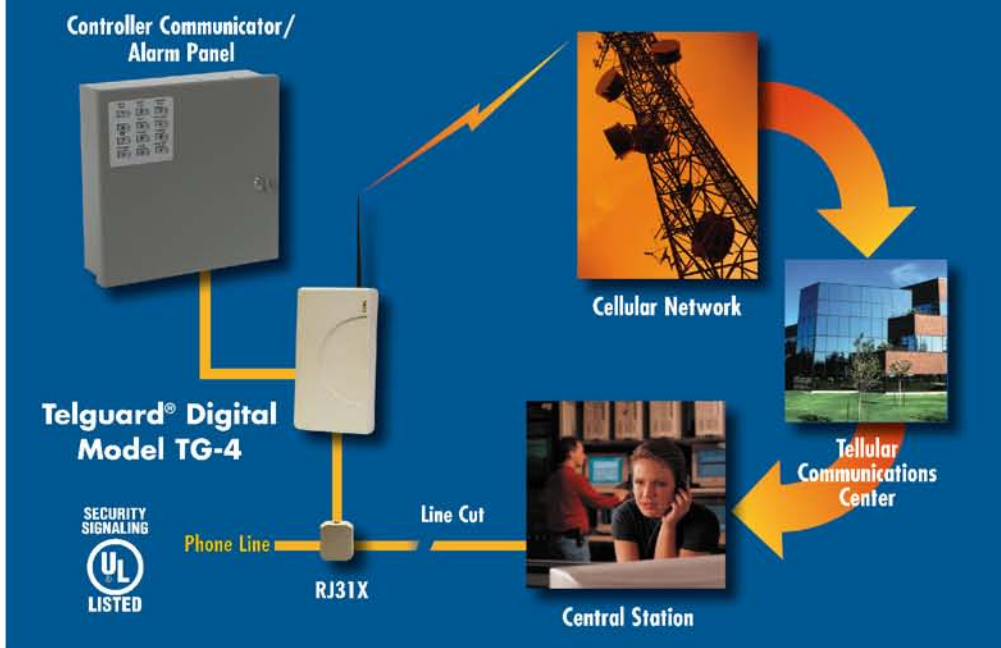 Controller Communicator/
Alarm Panel
Cellular Network
Telguard® Digital
Model TG-4
Tellular
Communications
Center
SECURITY
SIGNALING
UL
®
LISTED
Phone Line
Line Cut
RJ31X
Central Station